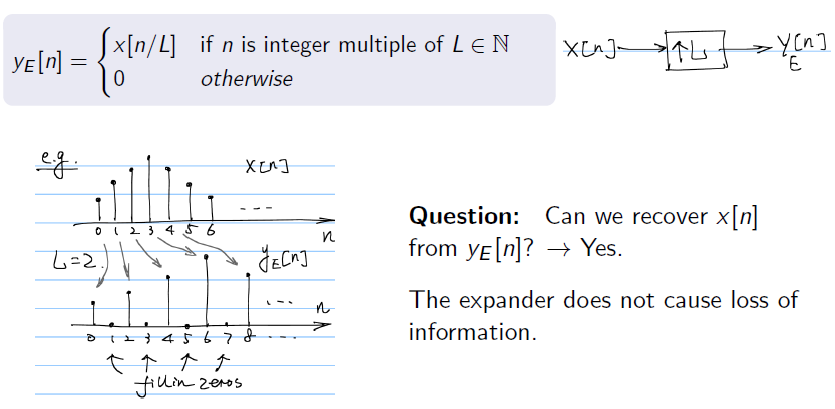 y_E[n] = { x[n/L] if n is integer multiple of L ∈ ℕ
0 otherwise
x[n] → ↑L → y_E[n]
e.g.
x[n]
...
0 1 2 3 4 5 6
n
L=2
y_E[n]
...
n
0 1 2 3 4 5 6 7 8 ...
fill in zeros
Question: Can we recover x[n]
from y_E[n]? → Yes.
The expander does not cause loss of
information.